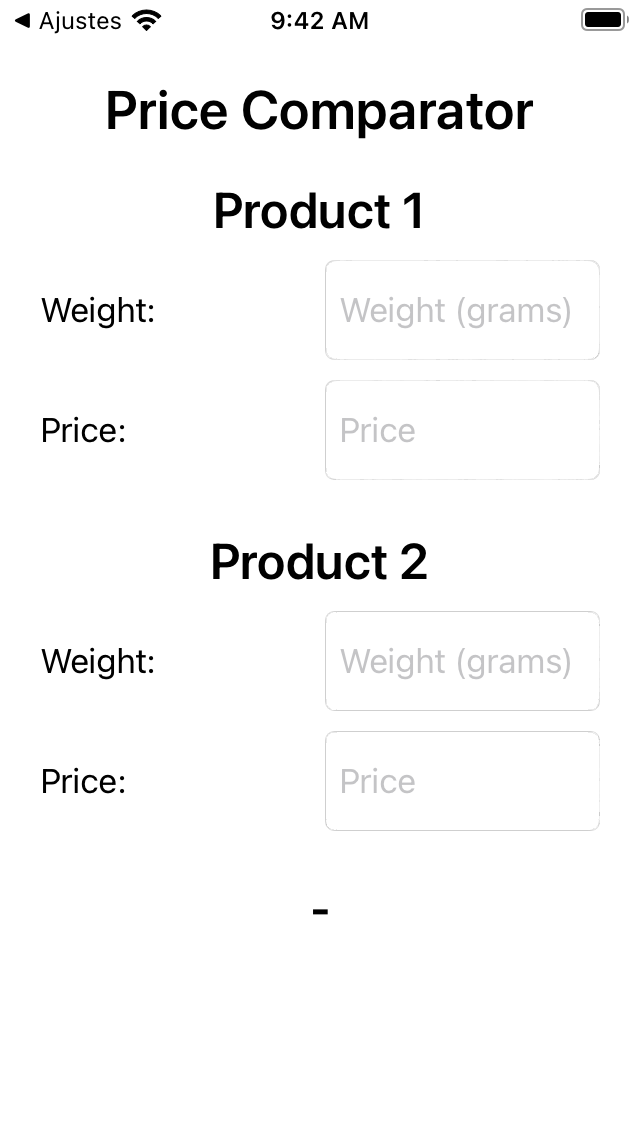 Ajustes 9:42 AM
Price Comparator
Product 1
Weight: Weight (grams)
Price: Price
Product 2
Weight: Weight (grams)
Price: Price
-